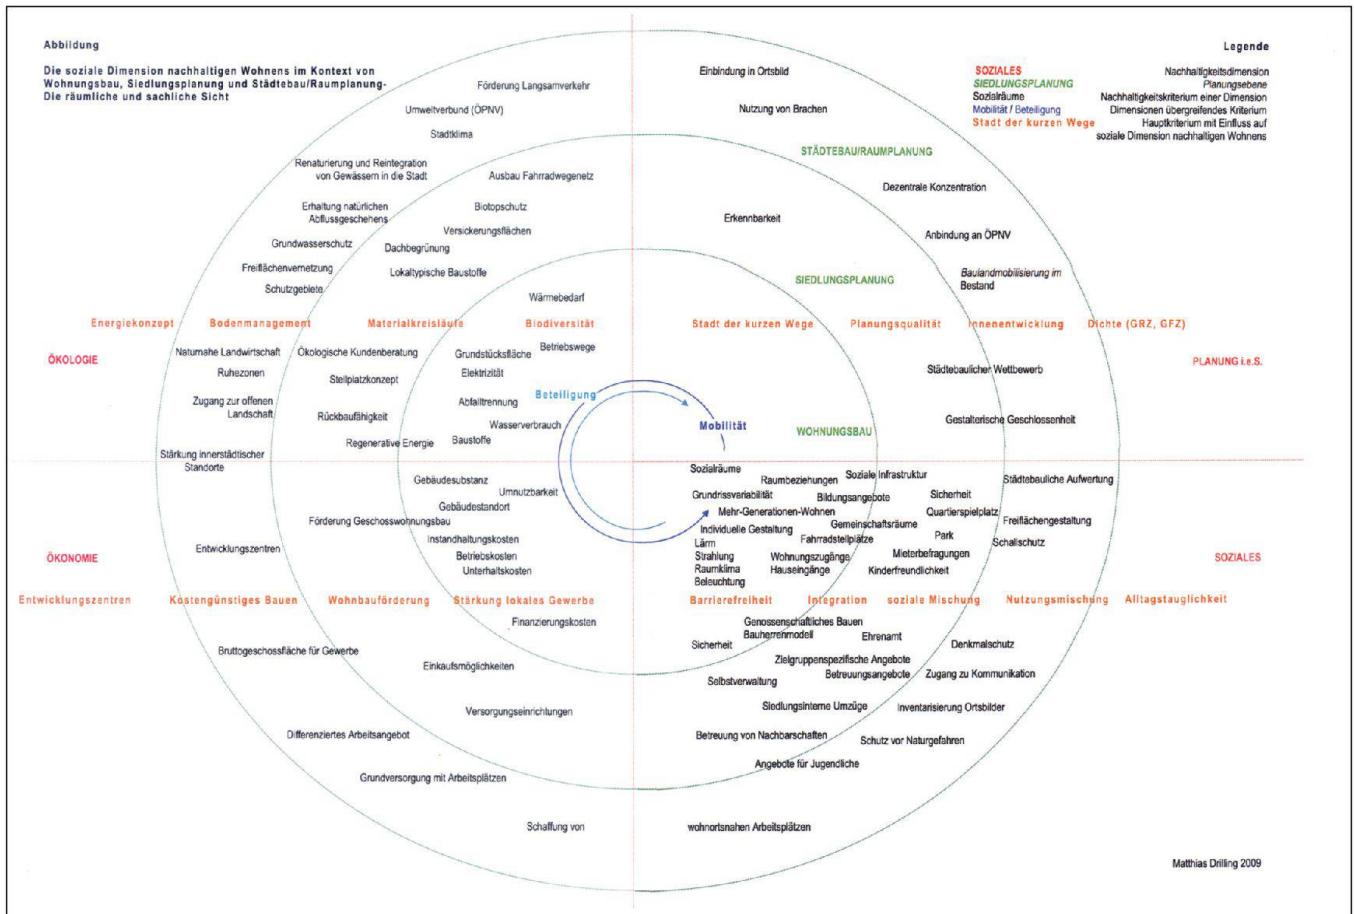 Abbildung
Die soziale Dimension nachhaltigen Wohnens im Kontext von
Wohnungsbau, Siedlungsplanung und Städtebau/Raumplanung-
Die räumliche und sachliche Sicht
Legende
SOZIALES Nachhaltigkeitsdimension
SIEDLUNGSPLANUNG Planungsebene
Sozialräume Nachhaltigkeitskriterium einer Dimension
Mobilität / Beteiligung Dimensionen übergreifendes Kriterium
Stadt der kurzen Wege Hauptkriterium mit Einfluss auf
soziale Dimension nachhaltigen Wohnens
Förderung Langsamverkehr
Umweltverbund (ÖPNV)
Stadtklima
Renaturierung und Reintegration
von Gewässern in die Stadt
Ausbau Fahrradwegenetz
Erhaltung natürlichen
Abflussgeschehens
Biotopschutz
Versickerungsflächen
Grundwasserschutz
Dachbegrünung
Freiflächenvernetzung
Lokaltypische Baustoffe
Schutzgebiete
Wärmebedarf
Einbindung in Ortsbild
Nutzung von Brachen
STÄDTEBAU/RAUMPLANUNG
Dezentrale Konzentration
Erkennbarkeit
Anbindung an ÖPNV
SIEDLUNGSPLANUNG
Baulandmobilisierung im
Bestand
Energiekonzept Bodenmanagement Materialkreisläufe Biodiversität Stadt der kurzen Wege Planungsqualität Innenentwicklung Dichte (GRZ, GFZ)
ÖKOLOGIE
Naturnahe Landwirtschaft
Ökologische Kundenberatung
Grundstücksfläche
Betriebswege
Ruhezonen
Stellplatzkonzept
Elektrizität
Zugang zur offenen
Landschaft
Rückbaufähigkeit
Abfalltrennung
Beteiligung
Wasserverbrauch
Regenerative Energie
Baustoffe
Stärkung innerstädtischer
Standorte
PLANUNG i.e.S.
Städtebaulicher Wettbewerb
Gestalterische Geschlossenheit
Mobilität
WOHNUNGSBAU
Gebäudesubstanz
Umnutzbarkeit
Gebäudestandort
Förderung Geschosswohnungsbau
Instandhaltungskosten
Entwicklungszentren
Betriebskosten
Unterhaltskosten
ÖKONOMIE
Sozialräume
Raumbeziehungen
Soziale Infrastruktur
Städtebauliche Aufwertung
Grundrissvariabilität
Bildungsangebote
Sicherheit
Mehr-Generationen-Wohnen
Quartierspielplatz
Individuelle Gestaltung
Gemeinschaftsräume
Freiflächengestaltung
Lärm
Fahrradstellplätze
Park
Schallschutz
Strahlung
Wohnungszugänge
Mieterbefragungen
Raumklima
Hauseingänge
Kinderfreundlichkeit
Beleuchtung
SOZIALES
Entwicklungszentren Kostengünstiges Bauen Wohnbauförderung Stärkung lokales Gewerbe Barrierefreiheit Integration soziale Mischung Nutzungsmischung Alltagstauglichkeit
Finanzierungskosten
Bruttogeschossfläche für Gewerbe
Einkaufsmöglichkeiten
Versorgungseinrichtungen
Differenziertes Arbeitsangebot
Grundversorgung mit Arbeitsplätzen
Genossenschaftliches Bauen
Bauherrenmodell
Ehrenamt
Sicherheit
Denkmalschutz
Zielgruppenspezifische Angebote
Betreuungsangebote
Zugang zu Kommunikation
Selbstverwaltung
Siedlungsinterne Umzüge
Inventarisierung Ortsbilder
Betreuung von Nachbarschaften
Schutz vor Naturgefahren
Angebote für Jugendliche
Schaffung von wohnortsnahen Arbeitsplätzen
Matthias Drilling 2009